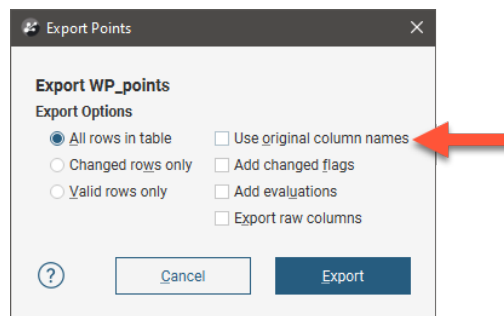 Export Points
Export WP_points
Export Options
All rows in table
Use original column names
Changed rows only
Add changed flags
Valid rows only
Add evaluations
Export raw columns
?
Cancel
Export